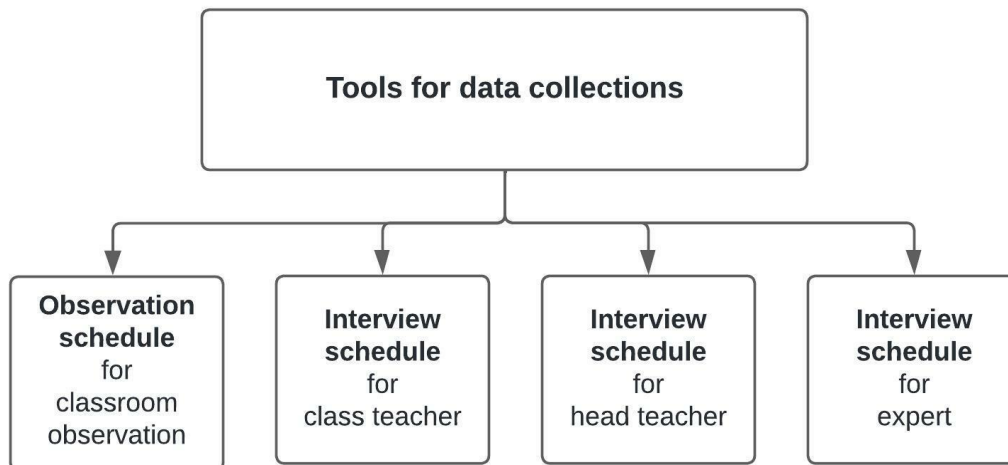 Tools for data collections
Observation
schedule
for
classroom
observation
Interview
schedule
for
class teacher
Interview
schedule
for
head teacher
Interview
schedule
for
expert